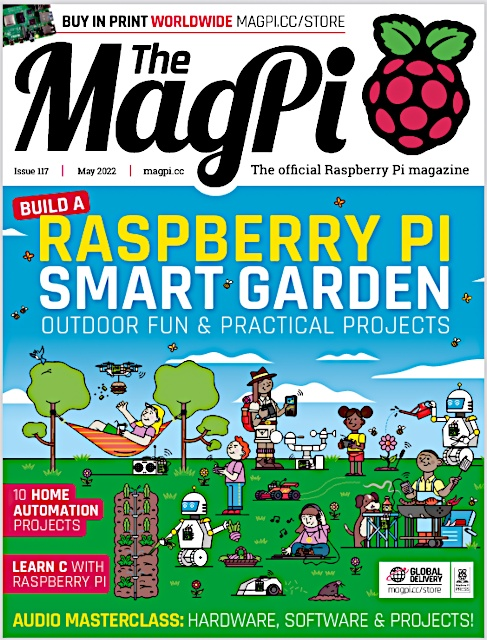 BUY IN PRINT WORLDWIDE MAGPI.CC/STORE
The
MagPi
Issue 117 | May 2022 | magpi.cc
The official Raspberry Pi magazine
BUILD A
RASPBERRY PI
SMART GARDEN
OUTDOOR FUN & PRACTICAL PROJECTS
10 HOME
AUTOMATION
PROJECTS
LEARN C WITH
RASPBERRY PI
GLOBAL
DELIVERY
magpi.cc/store
PRESS
AUDIO MASTERCLASS: HARDWARE, SOFTWARE & PROJECTS!